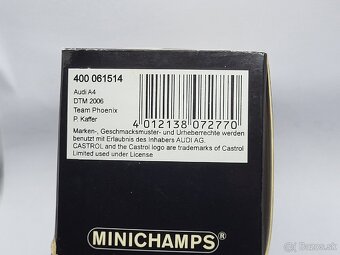 400 061514
Audi A4
DTM 2006
Team Phoenix
P. Kaffer
4 012138 072770
Marken-, Geschmacksmuster- und Urheberrechte werden
benutzt mit Erlaubnis des Inhabers AUDI AG.
CASTROL and the Castrol logo are trademarks of Castrol
Limited used under License
MINICHAMPS®
bazos.sk